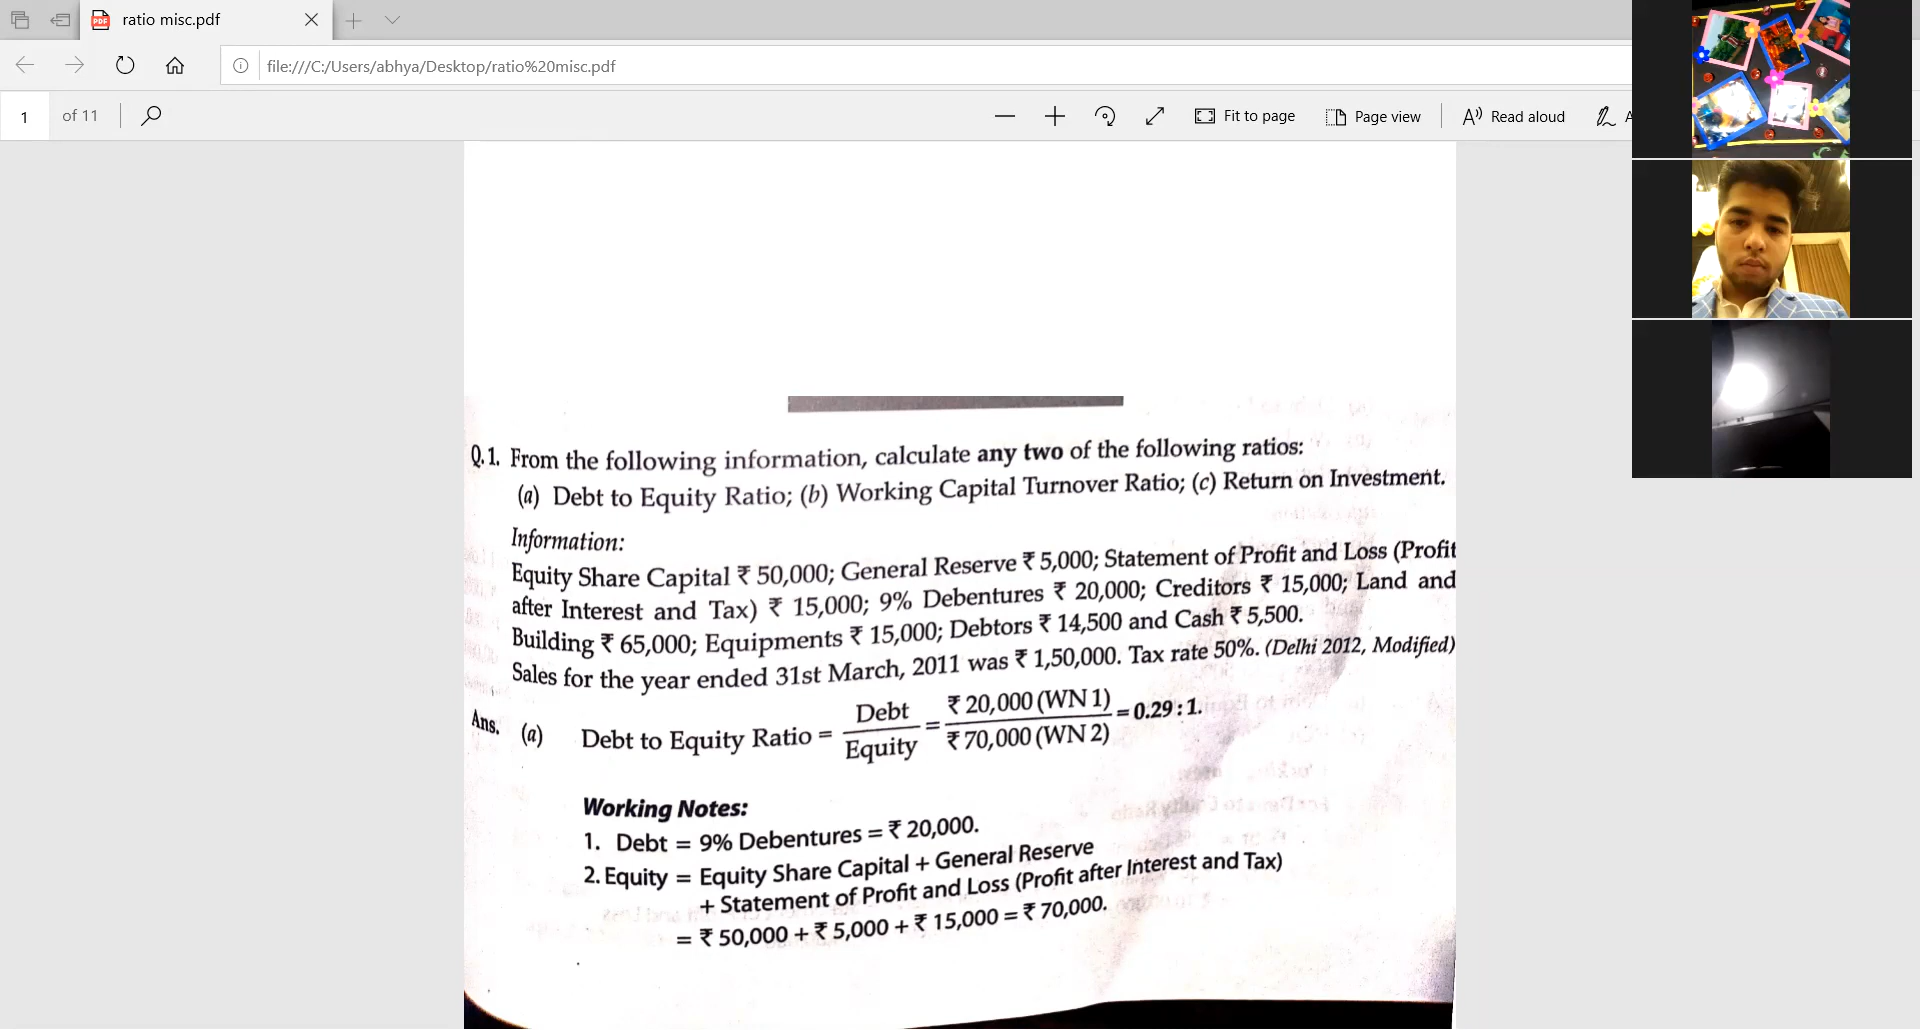 ratio misc.pdf
file:///C:/Users/abhya/Desktop/ratio%20misc.pdf
1 of 11
Fit to page
Page view
Read aloud
Q.1. From the following information, calculate any two of the following ratios:
(a) Debt to Equity Ratio; (b) Working Capital Turnover Ratio; (c) Return on Investment.
Information:
Equity Share Capital ₹ 50,000; General Reserve ₹ 5,000; Statement of Profit and Loss (Profit
after Interest and Tax) ₹ 15,000; 9% Debentures ₹ 20,000; Creditors ₹ 15,000; Land and
Building ₹ 65,000; Equipments ₹ 15,000; Debtors ₹ 14,500 and Cash ₹ 5,500.
Sales for the year ended 31st March, 2011 was ₹ 1,50,000. Tax rate 50%. (Delhi 2012, Modified)
Ans. (a) Debt to Equity Ratio = Debt / Equity = ₹ 20,000 (WN 1) / ₹ 70,000 (WN 2) = 0.29 : 1.
Working Notes:
1. Debt = 9% Debentures = ₹ 20,000.
2. Equity = Equity Share Capital + General Reserve
+ Statement of Profit and Loss (Profit after Interest and Tax)
= ₹ 50,000 + ₹ 5,000 + ₹ 15,000 = ₹ 70,000.